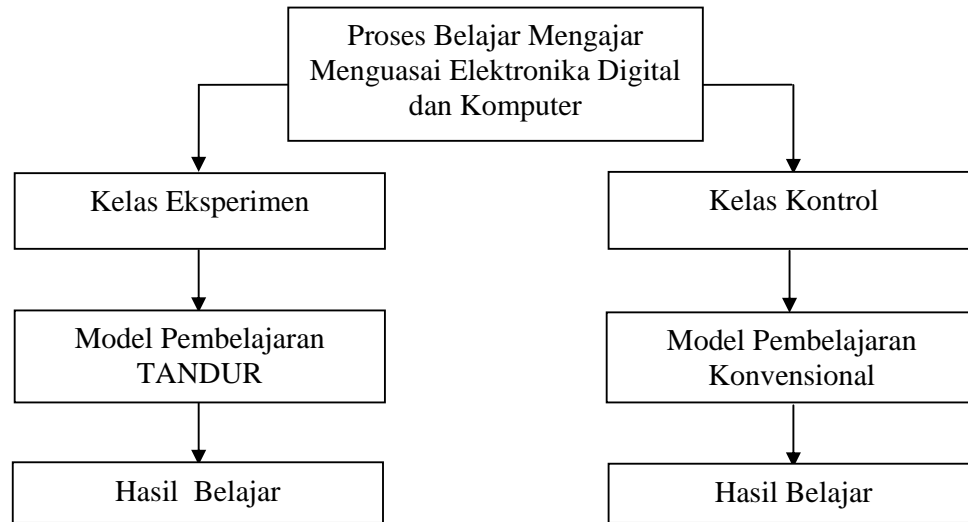 Proses Belajar Mengajar
Menguasai Elektronika Digital
dan Komputer
Kelas Eksperimen
Kelas Kontrol
Model Pembelajaran
TANDUR
Model Pembelajaran
Konvensional
Hasil Belajar
Hasil Belajar